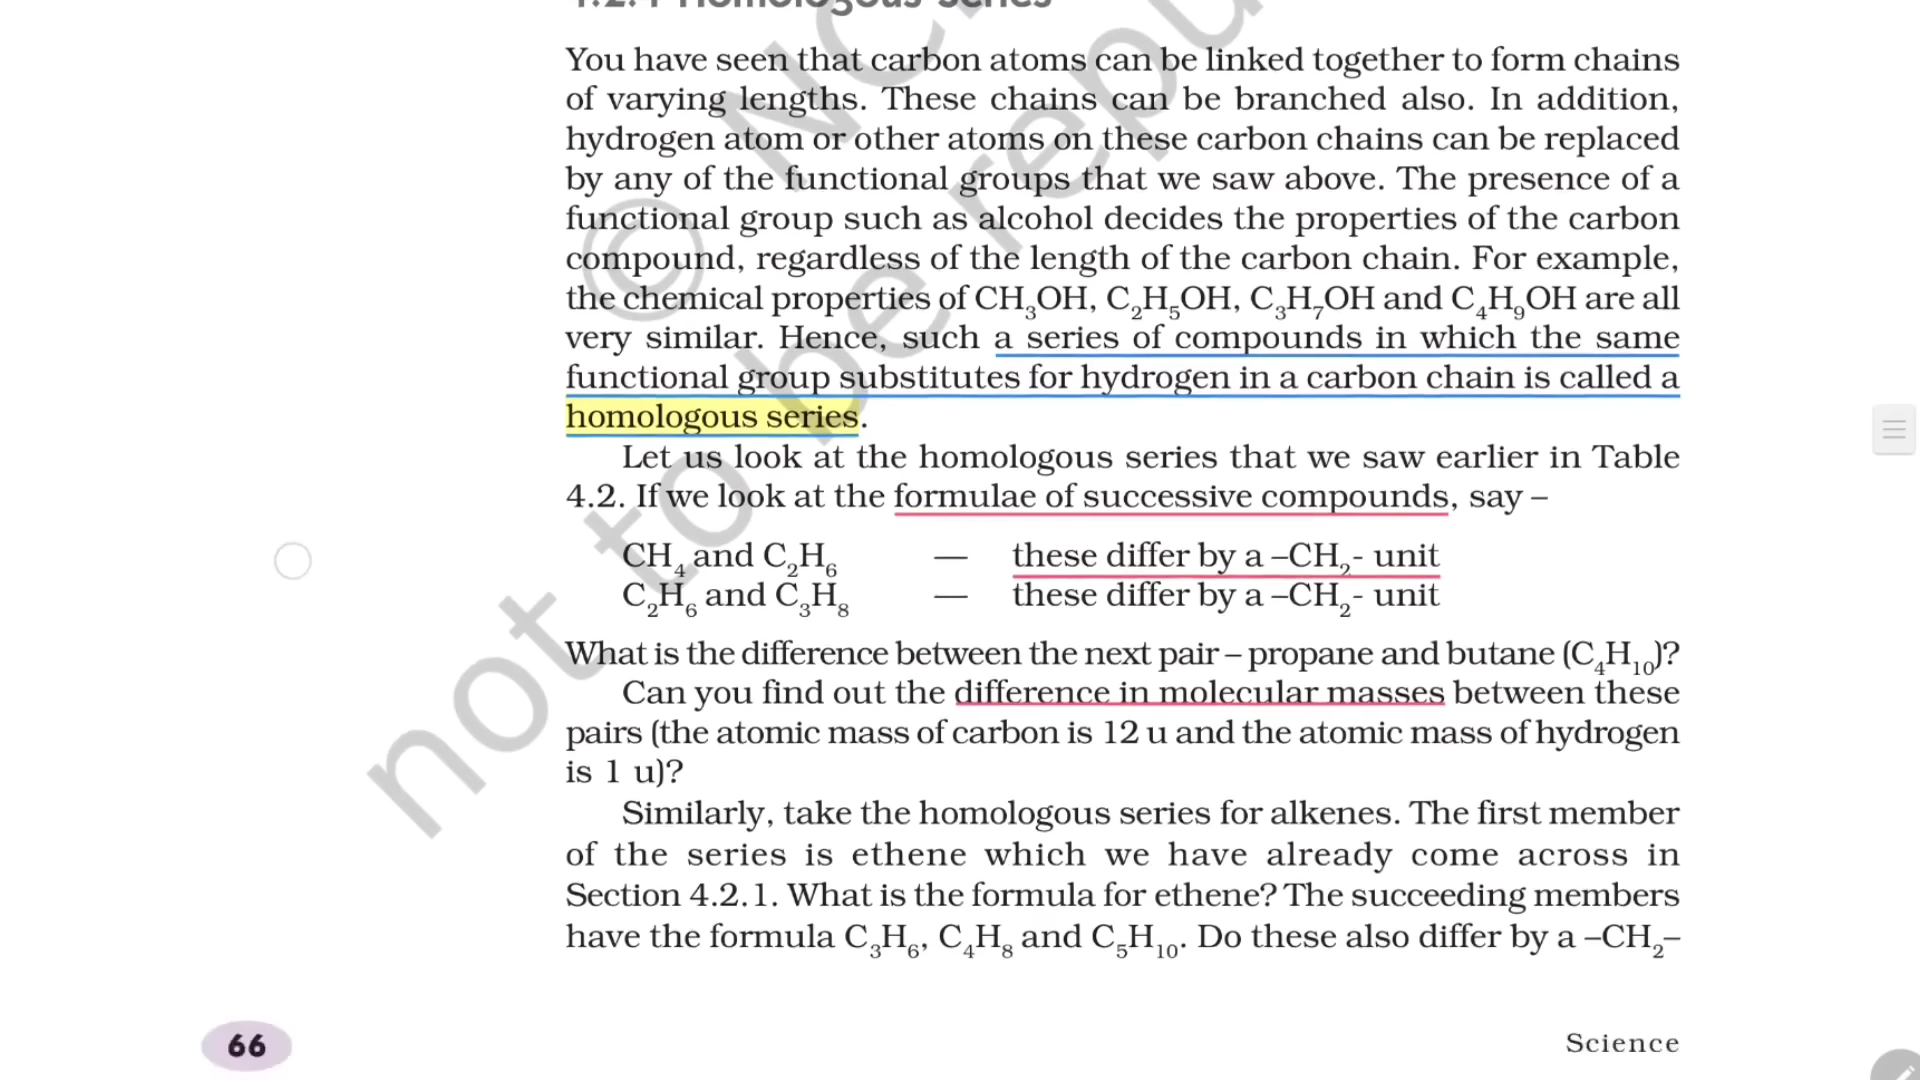 4.2.4 Homologous Series
You have seen that carbon atoms can be linked together to form chains
of varying lengths. These chains can be branched also. In addition,
hydrogen atom or other atoms on these carbon chains can be replaced
by any of the functional groups that we saw above. The presence of a
functional group such as alcohol decides the properties of the carbon
compound, regardless of the length of the carbon chain. For example,
the chemical properties of CH₃OH, C₂H₅OH, C₃H₇OH and C₄H₉OH are all
very similar. Hence, such a series of compounds in which the same
functional group substitutes for hydrogen in a carbon chain is called a
homologous series.
Let us look at the homologous series that we saw earlier in Table
4.2. If we look at the formulae of successive compounds, say –
CH₄ and C₂H₆ — these differ by a –CH₂- unit
C₂H₆ and C₃H₈ — these differ by a –CH₂- unit
What is the difference between the next pair – propane and butane (C₄H₁₀)?
Can you find out the difference in molecular masses between these
pairs (the atomic mass of carbon is 12 u and the atomic mass of hydrogen
is 1 u)?
Similarly, take the homologous series for alkenes. The first member
of the series is ethene which we have already come across in
Section 4.2.1. What is the formula for ethene? The succeeding members
have the formula C₃H₆, C₄H₈ and C₅H₁₀. Do these also differ by a –CH₂–
66
Science
© NC
not to be repu